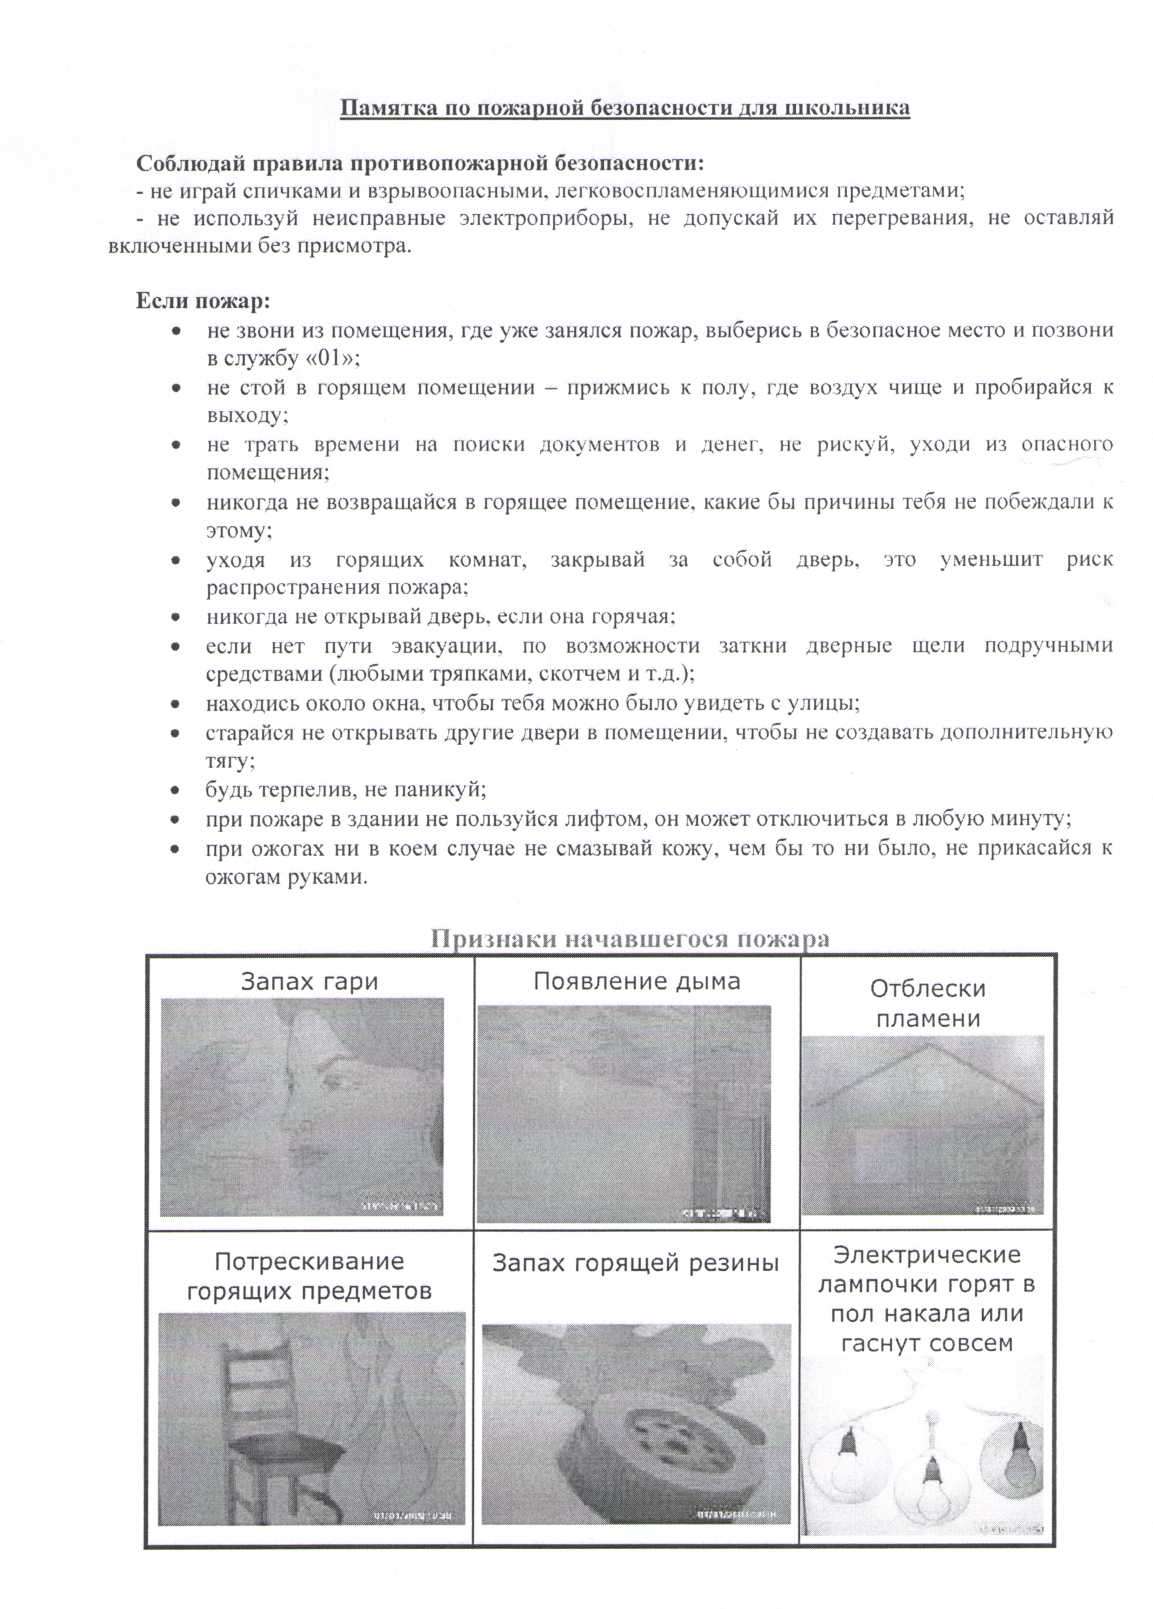 Памятка по пожарной безопасности для школьника
Соблюдай правила противопожарной безопасности:
- не играй спичками и взрывоопасными, легковоспламеняющимися предметами;
- не используй неисправные электроприборы, не допускай их перегревания, не оставляй
включенными без присмотра.
Если пожар:
• не звони из помещения, где уже занялся пожар, выберись в безопасное место и позвони
в службу «01»;
• не стой в горящем помещении – прижмись к полу, где воздух чище и пробирайся к
выходу;
• не трать времени на поиски документов и денег, не рискуй, уходи из опасного
помещения;
• никогда не возвращайся в горящее помещение, какие бы причины тебя не побеждали к
этому;
• уходя из горящих комнат, закрывай за собой дверь, это уменьшит риск
распространения пожара;
• никогда не открывай дверь, если она горячая;
• если нет пути эвакуации, по возможности заткни дверные щели подручными
средствами (любыми тряпками, скотчем и т.д.);
• находись около окна, чтобы тебя можно было увидеть с улицы;
• старайся не открывать другие двери в помещении, чтобы не создавать дополнительную
тягу;
• будь терпелив, не паникуй;
• при пожаре в здании не пользуйся лифтом, он может отключиться в любую минуту;
• при ожогах ни в коем случае не смазывай кожу, чем бы то ни было, не прикасайся к
ожогам руками.
Признаки начавшегося пожара
Запах гари
Появление дыма
Отблески
пламени
Потрескивание
горящих предметов
Запах горящей резины
Электрические
лампочки горят в
пол накала или
гаснут совсем